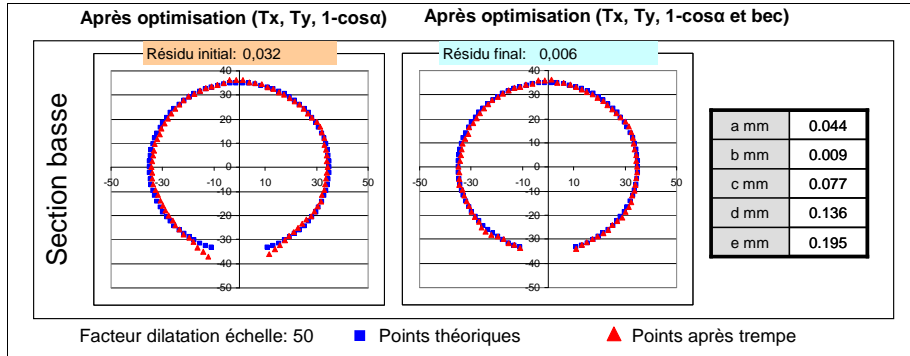 Après optimisation (Tx, Ty, 1-cosα)
Après optimisation (Tx, Ty, 1-cosα et bec)
Résidu initial: 0,032
Résidu final: 0,006
Section basse
40
30
20
10
0
-10
-20
-30
-40
-50
-50 -30 -10 10 30 50
40
30
20
10
0
-10
-20
-30
-40
-50
-50 -30 -10 10 30 50
a mm 0.044
b mm 0.009
c mm 0.077
d mm 0.136
e mm 0.195
Facteur dilatation échelle: 50
Points théoriques
Points après trempe